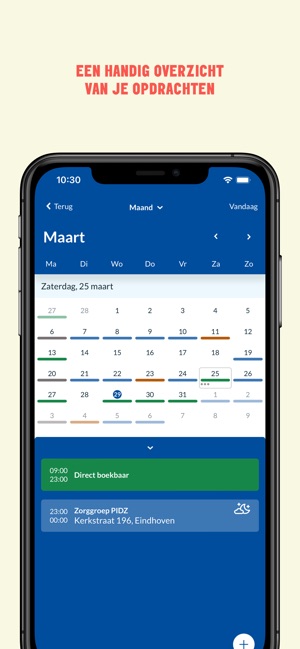 EEN HANDIG OVERZICHT
VAN JE OPDRACHTEN
10:30
Terug
Maand
Vandaag
Maart
Ma Di Wo Do Vr Za Zo
Zaterdag, 25 maart
27 28 1 2 3 4 5
6 7 8 9 10 11 12
13 14 15 16 17 18 19
20 21 22 23 24 25 26
27 28 29 30 31 1 2
3 4 5 6 7 8 9
09:00
23:00
Direct boekbaar
23:00
00:00
Zorggroep PIDZ
Kerkstraat 196, Eindhoven
+